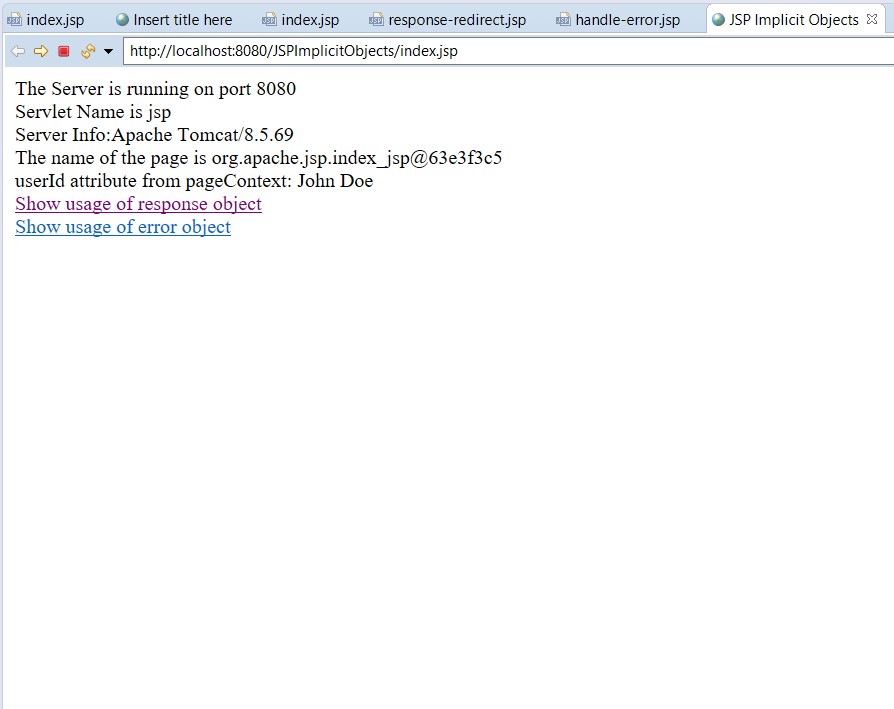 index.jsp Insert title here index.jsp response-redirect.jsp handle-error.jsp JSP Implicit Objects
http://localhost:8080/JSPImplicitObjects/index.jsp
The Server is running on port 8080
Servlet Name is jsp
Server Info:Apache Tomcat/8.5.69
The name of the page is org.apache.jsp.index_jsp@63e3f3c5
userId attribute from pageContext: John Doe
Show usage of response object
Show usage of error object